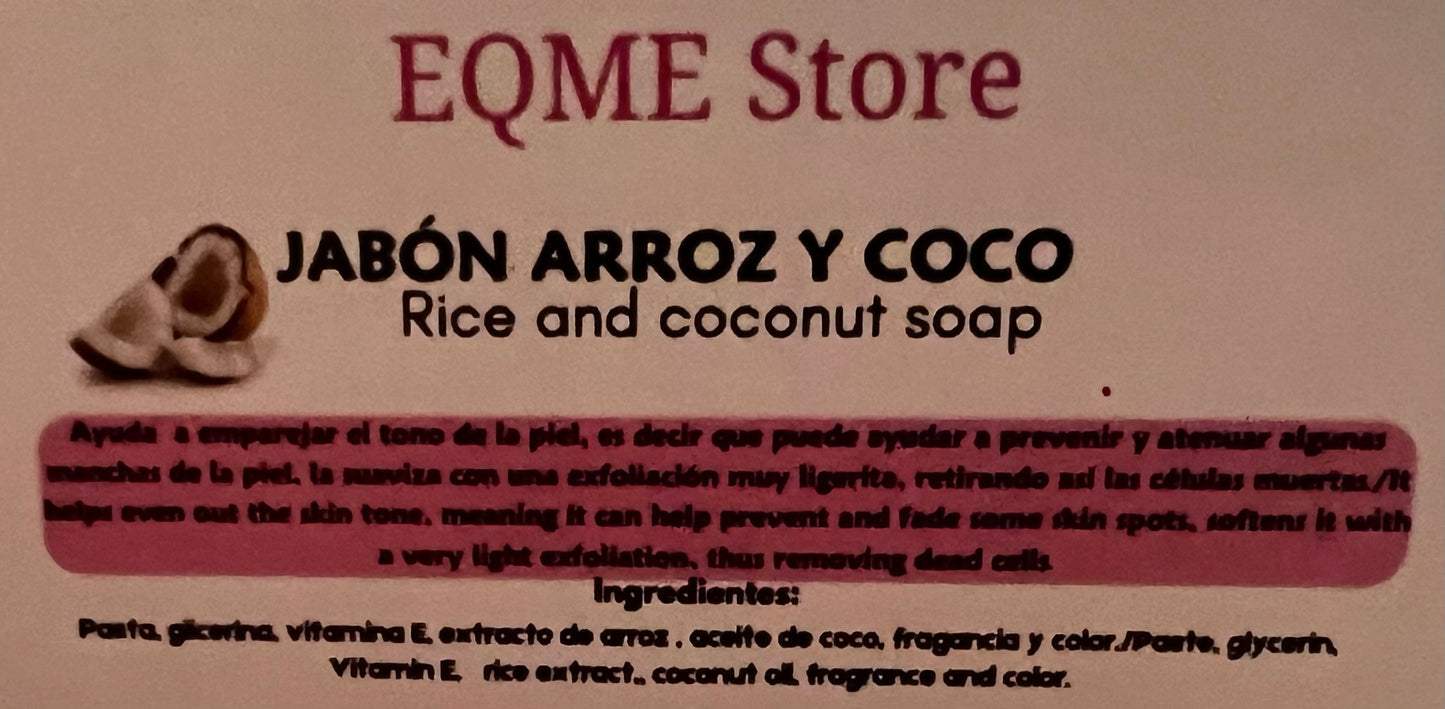 EQME Store
JABÓN ARROZ Y COCO
Rice and coconut soap
Ayuda a emparejar el tono de la piel, es decir que puede ayudar a prevenir y atenuar algunas
manchas de la piel, la suaviza con una exfoliación muy ligerita, retirando así las células muertas./It
helps even out the skin tone, meaning it can help prevent and fade some skin spots, softens it with
a very light exfoliation, thus removing dead cells
Ingredientes:
Pasta, glicerina, vitamina E, extracto de arroz , aceite de coco, fragancia y color./Paste, glycerin,
Vitamin E, rice extract,, coconut oil, fragrance and color.